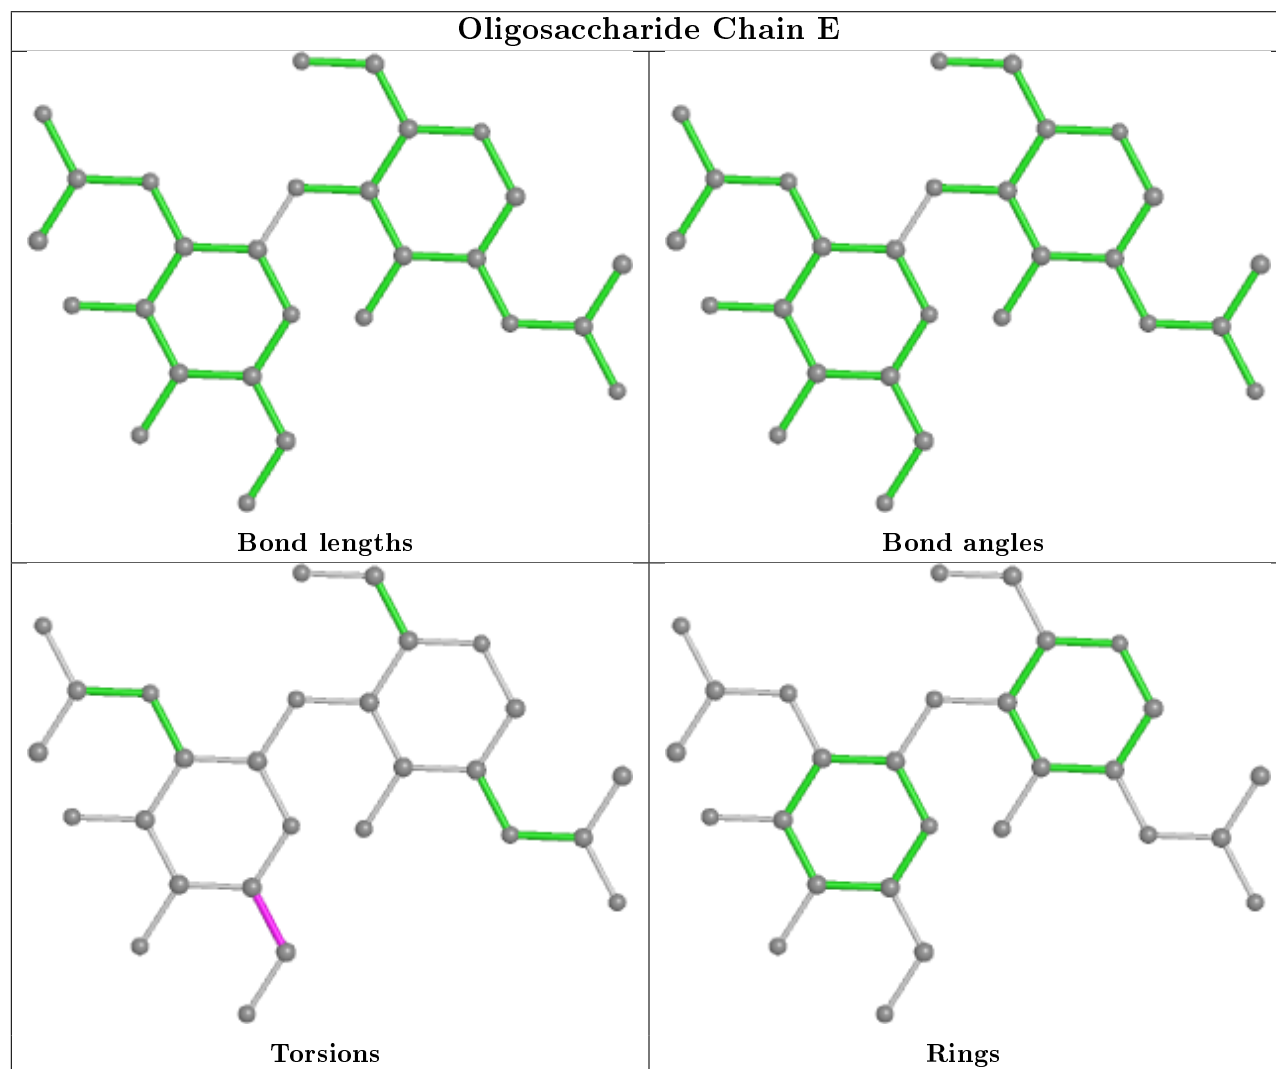 Oligosaccharide Chain E
Bond lengths
Bond angles
Torsions
Rings